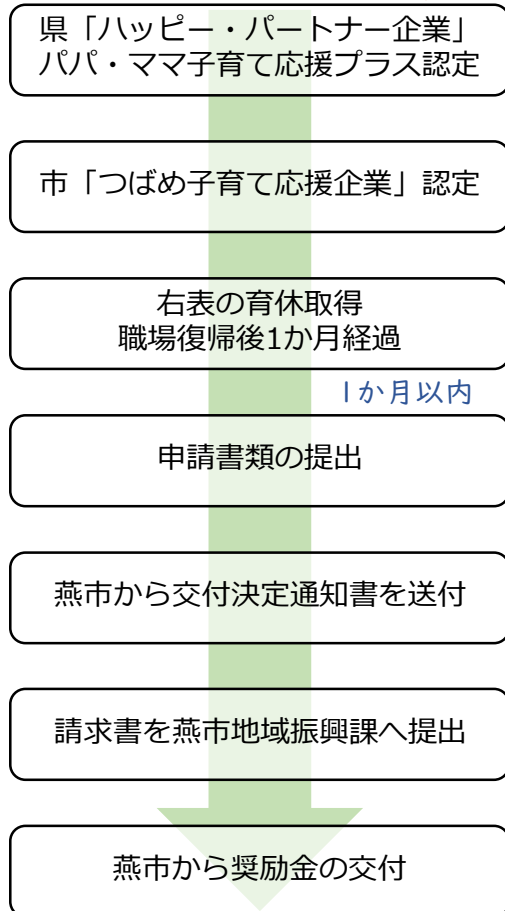 県「ハッピー・パートナー企業」
パパ・ママ子育て応援プラス認定
市「つばめ子育て応援企業」認定
右表の育休取得
職場復帰後1か月経過
1か月以内
申請書類の提出
燕市から交付決定通知書を送付
請求書を燕市地域振興課へ提出
燕市から奨励金の交付